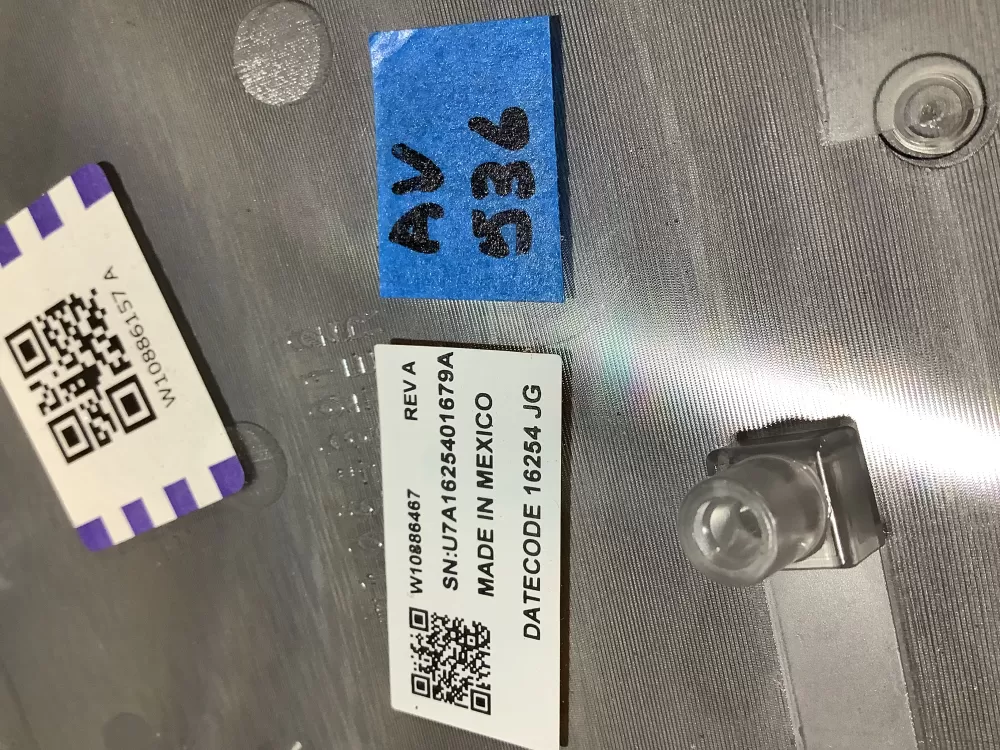 W10886157 A
AV
536
W10886467 REV A
SN:U7A1625401679A
MADE IN MEXICO
DATECODE 16254 JG